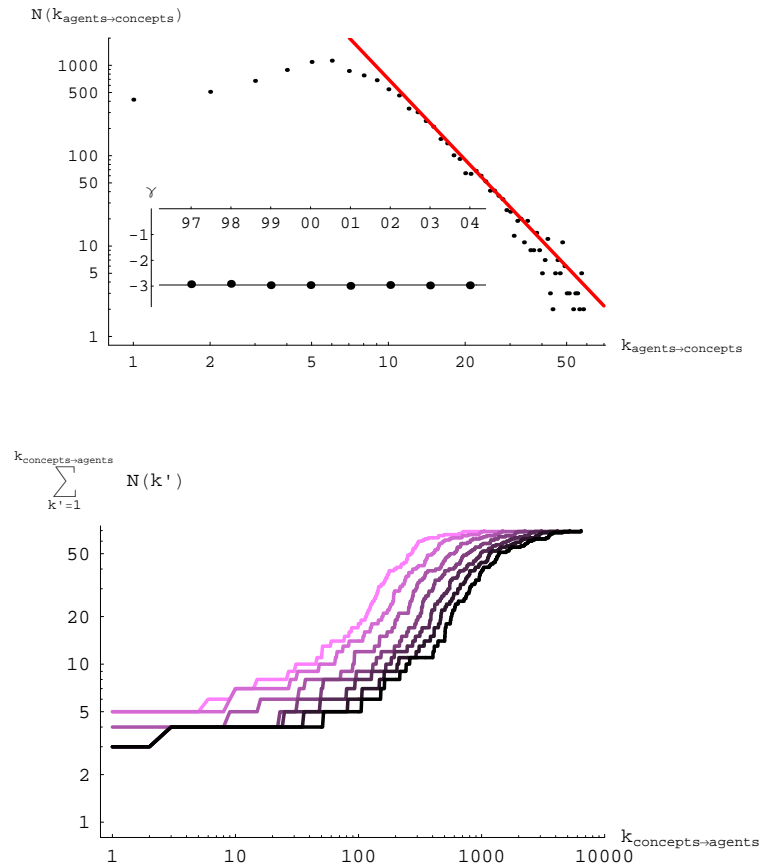 N(k_agents→concepts)
1000
500
100
50
γ
97 98 99 00 01 02 03 04
-1
10
-2
5
-3
1
k_agents→concepts
1 2 5 10 20 50
k_concepts→agents
∑ N(k')
k'=1
50
20
10
5
2
1
k_concepts→agents
1 10 100 1000 10000